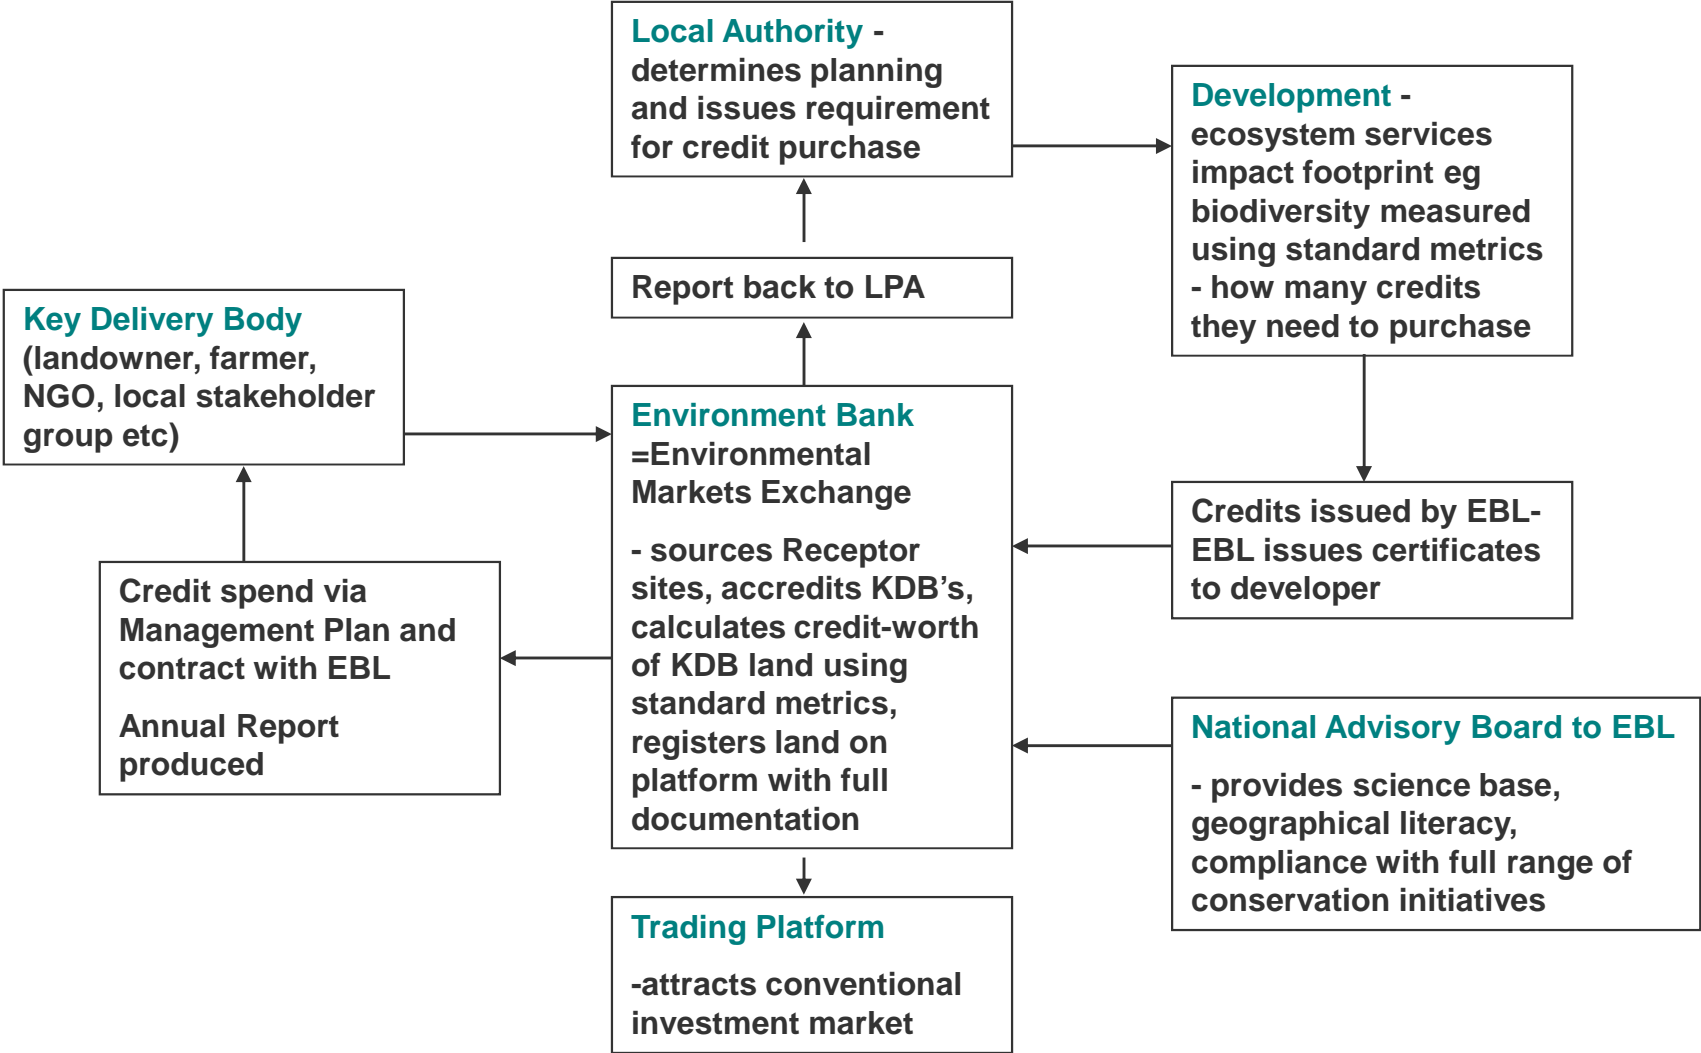 Local Authority -
determines planning
and issues requirement
for credit purchase
Development -
ecosystem services
impact footprint eg
biodiversity measured
using standard metrics
- how many credits
they need to purchase
Report back to LPA
Key Delivery Body
(landowner, farmer,
NGO, local stakeholder
group etc)
Environment Bank
=Environmental
Markets Exchange
- sources Receptor
sites, accredits KDB’s,
calculates credit-worth
of KDB land using
standard metrics,
registers land on
platform with full
documentation
Credits issued by EBL-
EBL issues certificates
to developer
Credit spend via
Management Plan and
contract with EBL
Annual Report
produced
National Advisory Board to EBL
- provides science base,
geographical literacy,
compliance with full range of
conservation initiatives
Trading Platform
-attracts conventional
investment market